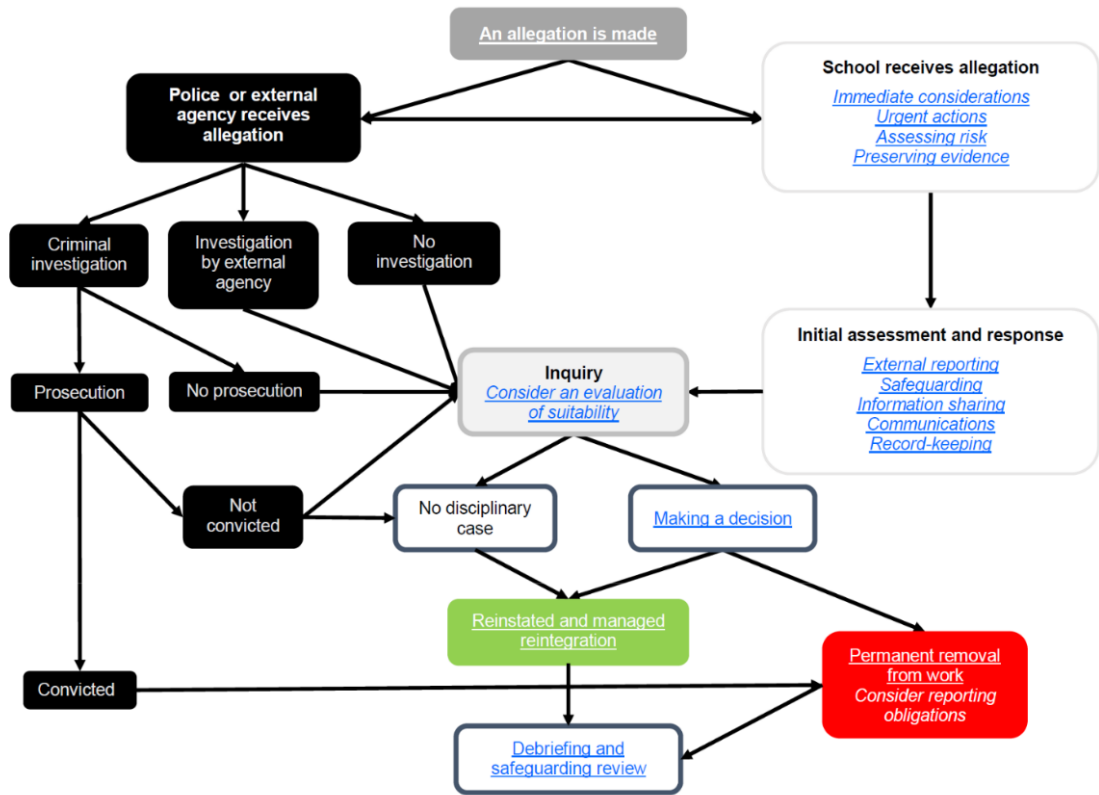 An allegation is made
Police or external
agency receives
allegation
School receives allegation
Immediate considerations
Urgent actions
Assessing risk
Preserving evidence
Criminal
investigation
Investigation
by external
agency
No
investigation
Initial assessment and response
External reporting
Safeguarding
Information sharing
Communications
Record-keeping
Inquiry
Consider an evaluation
of suitability
Prosecution
No prosecution
Not
convicted
No disciplinary
case
Making a decision
Reinstated and managed
reintegration
Permanent removal
from work
Consider reporting
obligations
Convicted
Debriefing and
safeguarding review